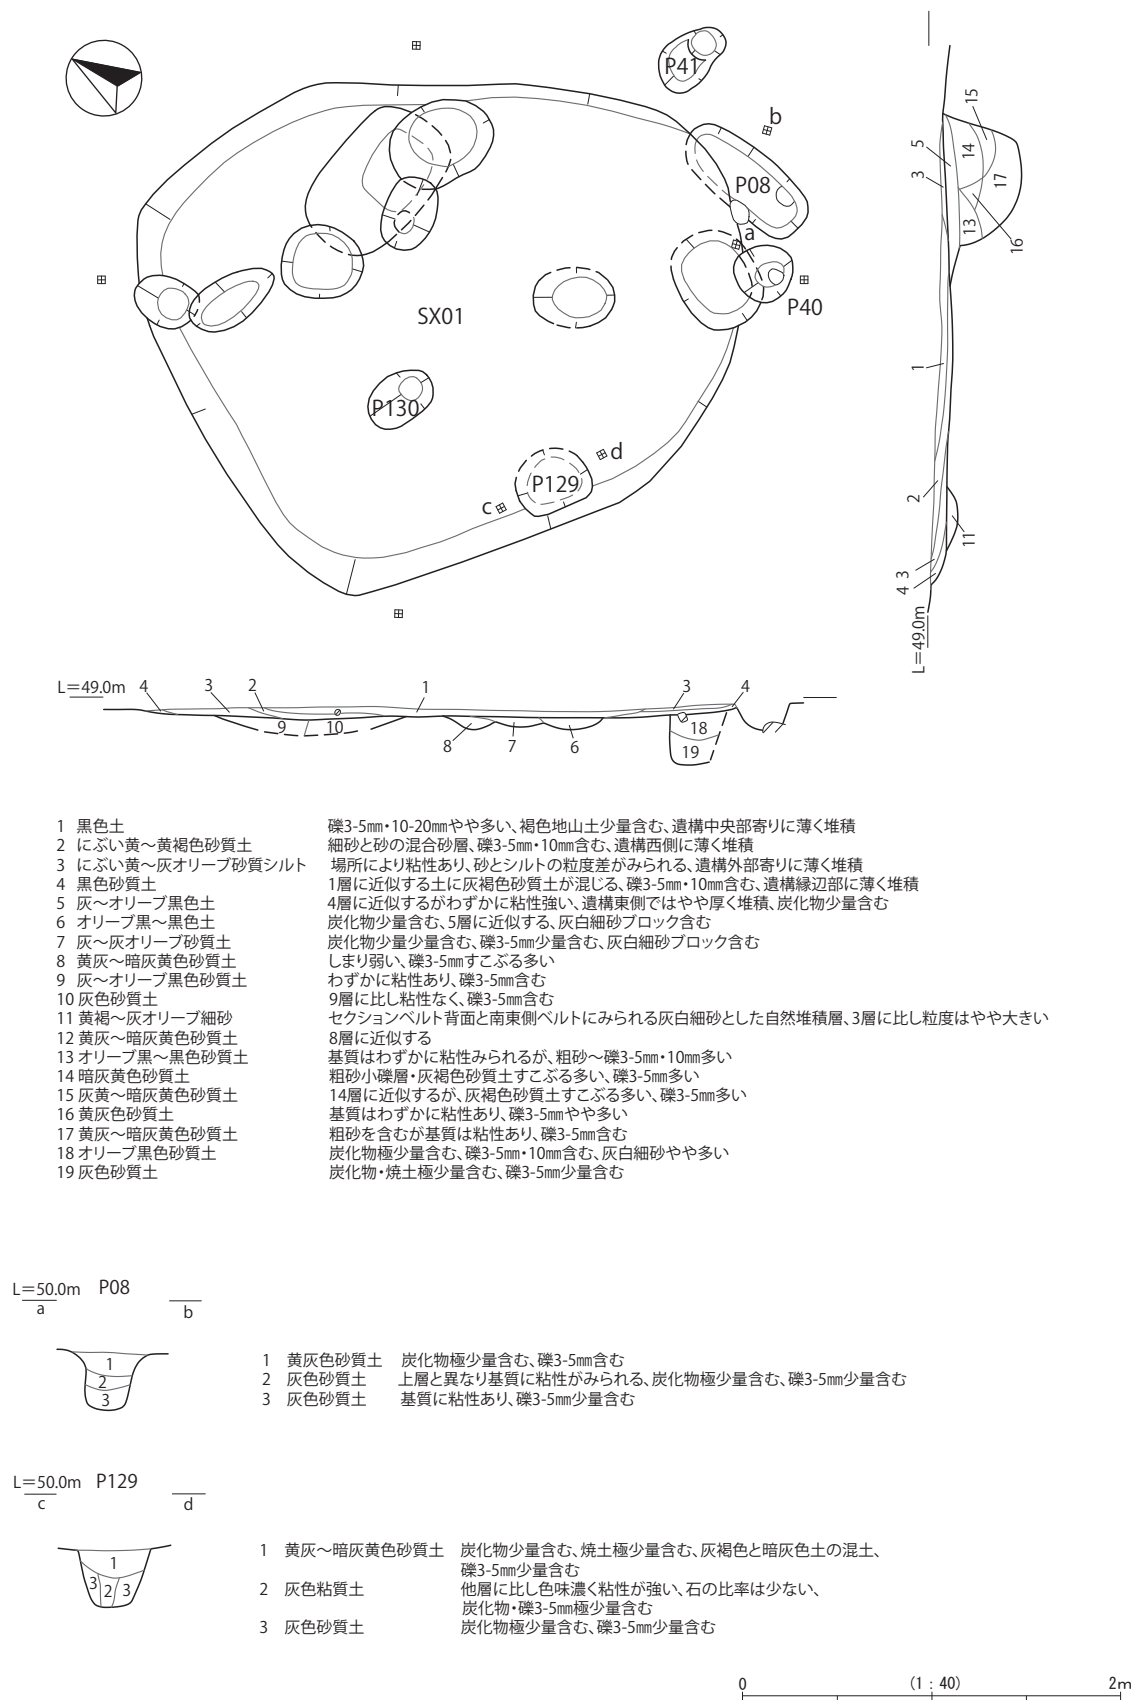 P41
b
P08
a
P40
SX01
P130
P129
d
c
15
14
5
3
17
13
16
1
2
11
3
4
L=49.0m
L=49.0m
4
3
2
1
3
4
9
10
8
7
6
18
19
1 黒色土 礫3-5㎜・10-20㎜やや多い、褐色地山土少量含む、遺構中央部寄りに薄く堆積
2 にぶい黄～黄褐色砂質土 細砂と砂の混合砂層、礫3-5㎜・10㎜含む、遺構西側に薄く堆積
3 にぶい黄～灰オリーブ砂質シルト 場所により粘性あり、砂とシルトの粒度差がみられる、遺構外部寄りに薄く堆積
4 黒色砂質土 1層に近似する土に灰褐色砂質土が混じる、礫3-5㎜・10㎜含む、遺構縁辺部に薄く堆積
5 灰～オリーブ黒色土 4層に近似するがわずかに粘性強い、遺構東側ではやや厚く堆積、炭化物少量含む
6 オリーブ黒～黒色土 炭化物少量含む、5層に近似する、灰白細砂ブロック含む
7 灰～灰オリーブ砂質土 炭化物少量少量含む、礫3-5㎜少量含む、灰白細砂ブロック含む
8 黄灰～暗灰黄色砂質土 しまり弱い、礫3-5㎜すこぶる多い
9 灰～オリーブ黒色砂質土 わずかに粘性あり、礫3-5㎜含む
10 灰色砂質土 9層に比し粘性なく、礫3-5㎜含む
11 黄褐～灰オリーブ細砂 セクションベルト背面と南東側ベルトにみられる灰白細砂とした自然堆積層、3層に比し粒度はやや大きい
12 黄灰～暗灰黄色砂質土 8層に近似する
13 オリーブ黒～黒色砂質土 基質はわずかに粘性みられるが、粗砂～礫3-5㎜・10㎜多い
14 暗灰黄色砂質土 粗砂小礫層・灰褐色砂質土すこぶる多い、礫3-5㎜多い
15 灰黄～暗灰黄色砂質土 14層に近似するが、灰褐色砂質土すこぶる多い、礫3-5㎜多い
16 黄灰色砂質土 基質はわずかに粘性あり、礫3-5㎜やや多い
17 黄灰～暗灰黄色砂質土 粗砂を含むが基質は粘性あり、礫3-5㎜含む
18 オリーブ黒色砂質土 炭化物極少量含む、礫3-5㎜・10㎜含む、灰白細砂やや多い
19 灰色砂質土 炭化物・焼土極少量含む、礫3-5㎜少量含む
L=50.0m P08
a b
1
2
3
1 黄灰色砂質土 炭化物極少量含む、礫3-5㎜含む
2 灰色砂質土 上層と異なり基質に粘性がみられる、炭化物極少量含む、礫3-5㎜少量含む
3 灰色砂質土 基質に粘性あり、礫3-5㎜少量含む
L=50.0m P129
c d
1
3 2 3
1 黄灰～暗灰黄色砂質土 炭化物少量含む、焼土極少量含む、灰褐色と暗灰色土の混土、
礫3-5㎜少量含む
2 灰色粘質土 他層に比し色味濃く粘性が強い、石の比率は少ない、
炭化物・礫3-5㎜極少量含む
3 灰色砂質土 炭化物極少量含む、礫3-5㎜少量含む
0 (1：40) 2m